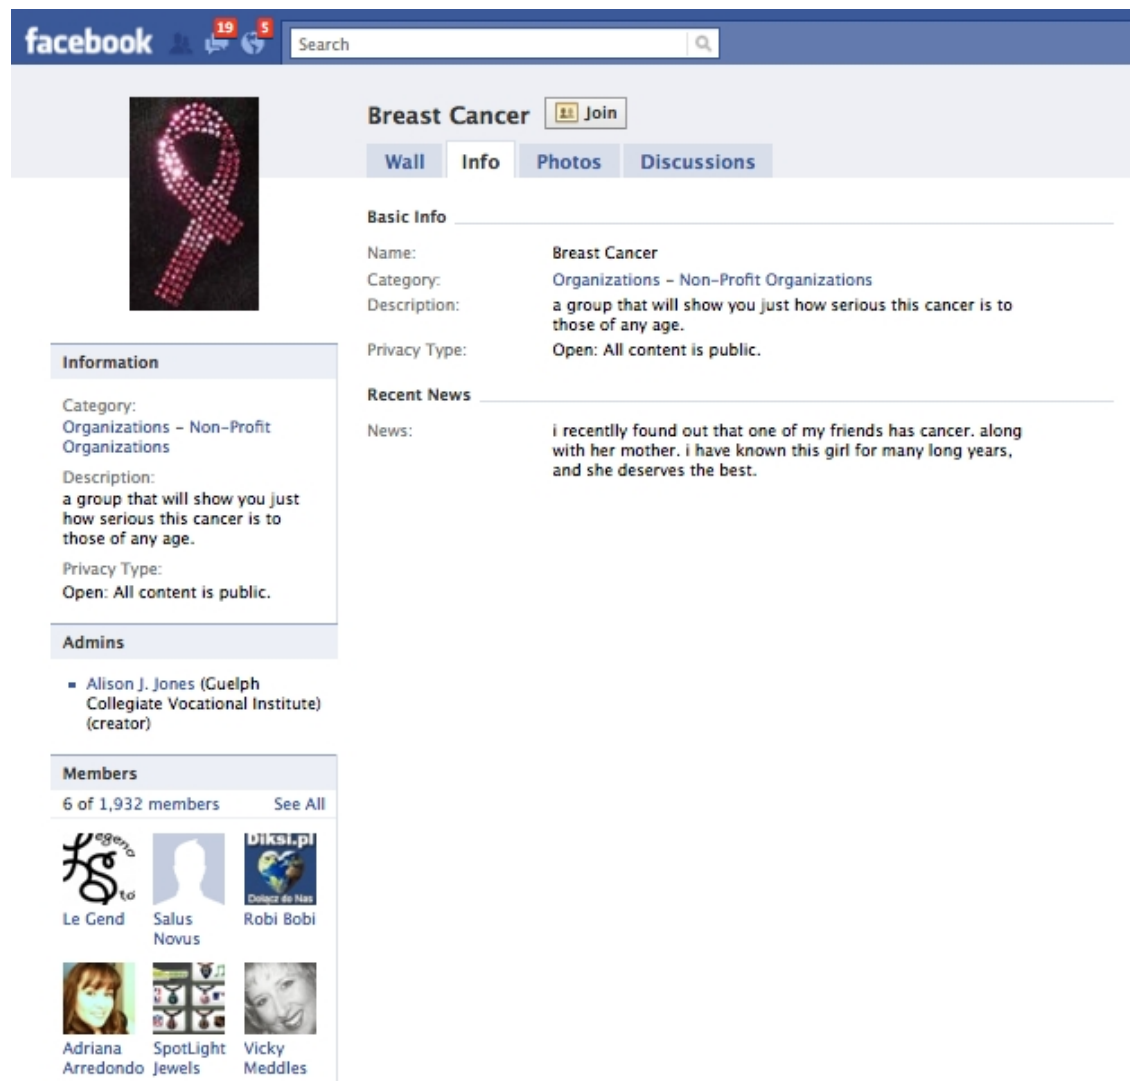 facebook 19 5 Search
Breast Cancer Join
Wall Info Photos Discussions
Basic Info
Name: Breast Cancer
Category: Organizations - Non-Profit Organizations
Description: a group that will show you just how serious this cancer is to
those of any age.
Privacy Type: Open: All content is public.
Recent News
News: i recentlly found out that one of my friends has cancer. along
with her mother. i have known this girl for many long years,
and she deserves the best.
Information
Category:
Organizations - Non-Profit
Organizations
Description:
a group that will show you just
how serious this cancer is to
those of any age.
Privacy Type:
Open: All content is public.
Admins
Alison J. Jones (Guelph
Collegiate Vocational Institute)
(creator)
Members
6 of 1,932 members See All
Legend
to
Diksi.pl
Dołącz do Nas
Le Gend Salus Robi Bobi
Novus
Adriana SpotLight Vicky
Arredondo Jewels Meddles